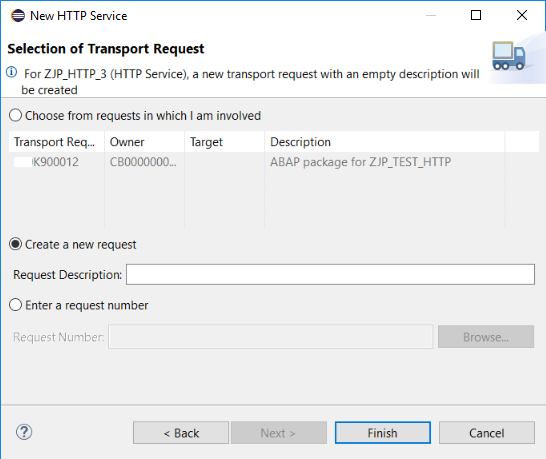 New HTTP Service
Selection of Transport Request
For ZJP_HTTP_3 (HTTP Service), a new transport request with an empty description will
be created
Choose from requests in which I am involved
Transport Req... Owner Target Description
K900012 CB0000000... ABAP package for ZJP_TEST_HTTP
Create a new request
Request Description:
Enter a request number
Request Number: Browse...
? < Back Next > Finish Cancel